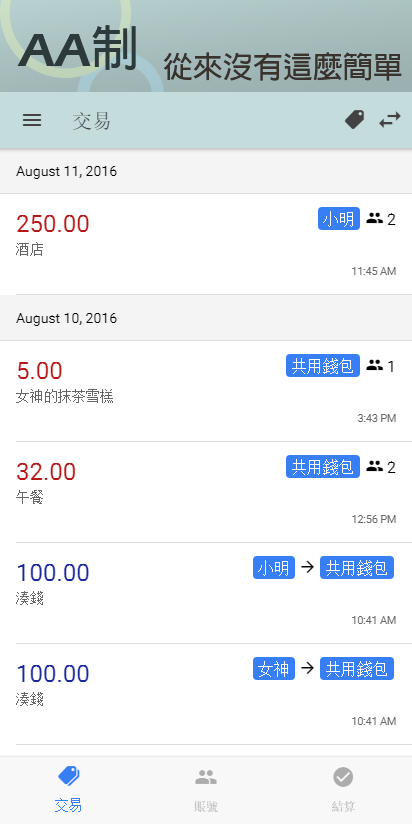 AA制
從來沒有這麼簡單
交易
August 11, 2016
250.00 小明 2
酒店
11:45 AM
August 10, 2016
5.00 共用錢包 1
女神的抹茶雪糕
3:43 PM
32.00 共用錢包 2
午餐
12:56 PM
100.00 小明 → 共用錢包
湊錢
10:41 AM
100.00 女神 → 共用錢包
湊錢
10:41 AM
交易 賬號 結算